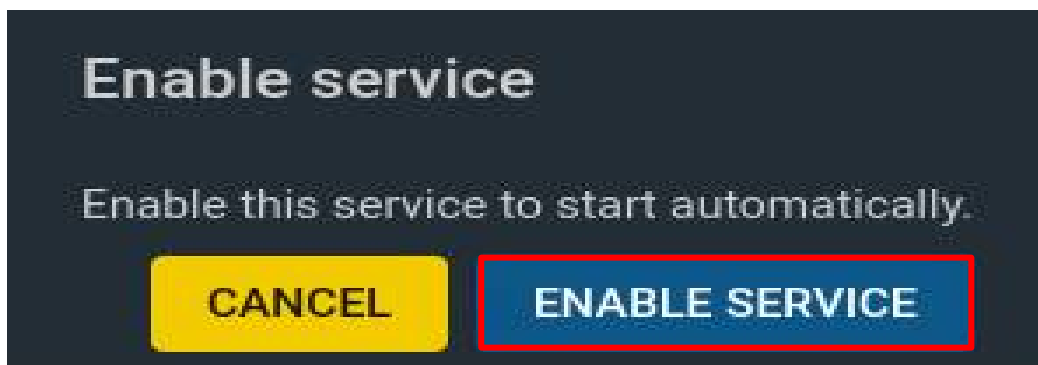 Enable service
Enable this service to start automatically.
CANCEL ENABLE SERVICE